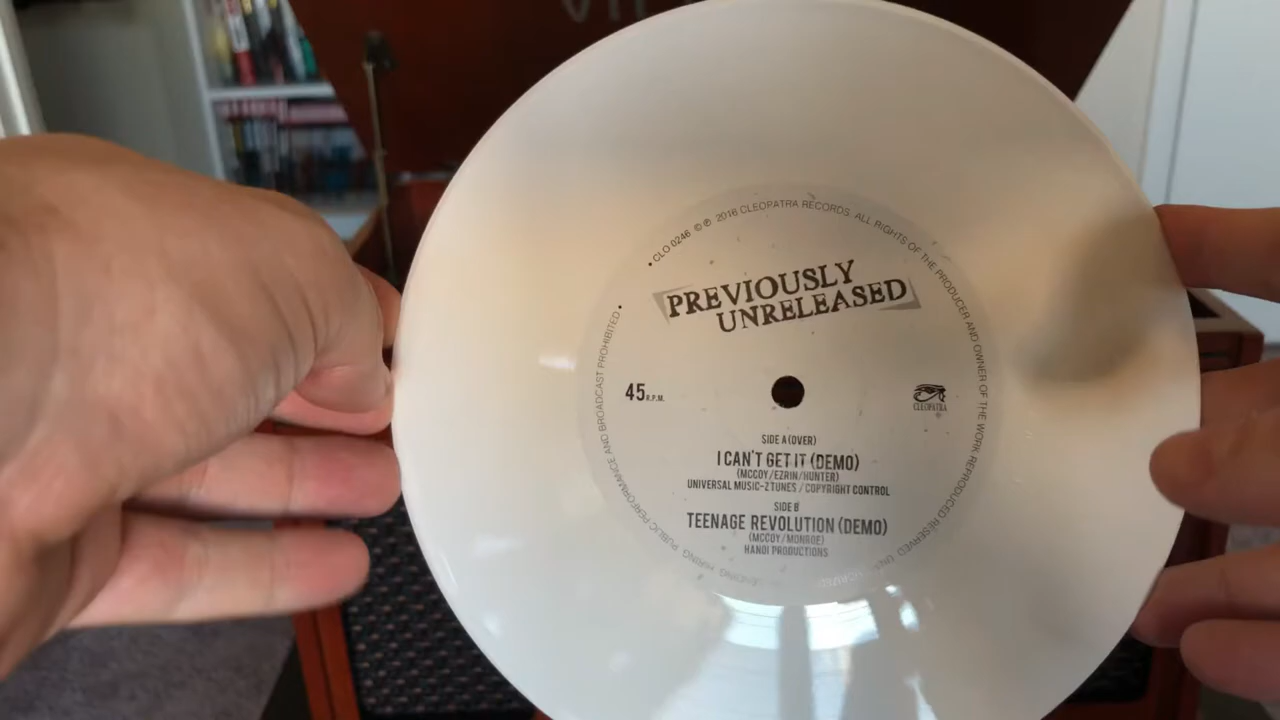 • CLO 0246 © ℗ 2016 CLEOPATRA RECORDS. ALL RIGHTS OF THE PRODUCER AND OWNER OF THE WORK REPRODUCED RESERVED. HIRING, PUBLIC PERFORMANCE AND BROADCAST PROHIBITED •
PREVIOUSLY
UNRELEASED
45 R.P.M.
CLEOPATRA
SIDE A (OVER)
I CAN'T GET IT (DEMO)
(MCCOY/EZRIN/HUNTER)
UNIVERSAL MUSIC-Z TUNES / COPYRIGHT CONTROL
SIDE B
TEENAGE REVOLUTION (DEMO)
(MCCOY/MONROE)
HANOI PRODUCTIONS